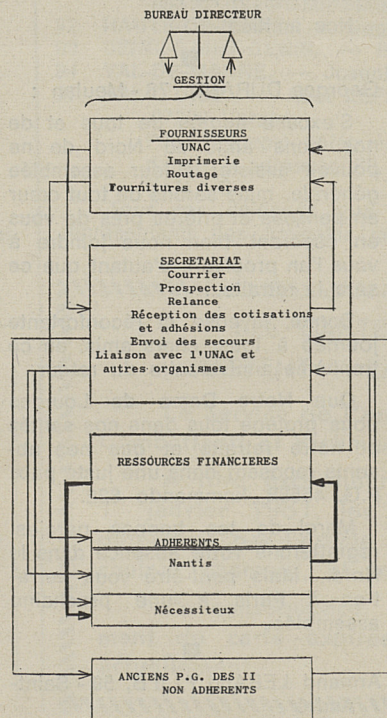 BUREAU DIRECTEUR
GESTION
FOURNISSEURS
UNAC
Imprimerie
Routage
Fournitures diverses
SECRETARIAT
Courrier
Prospection
Relance
Réception des cotisations
et adhésions
Envoi des secours
Liaison avec l'UNAC et
autres organismes
RESSOURCES FINANCIERES
ADHERENTS
Nantis
Nécessiteux
ANCIENS P.G. DES II
NON ADHERENTS